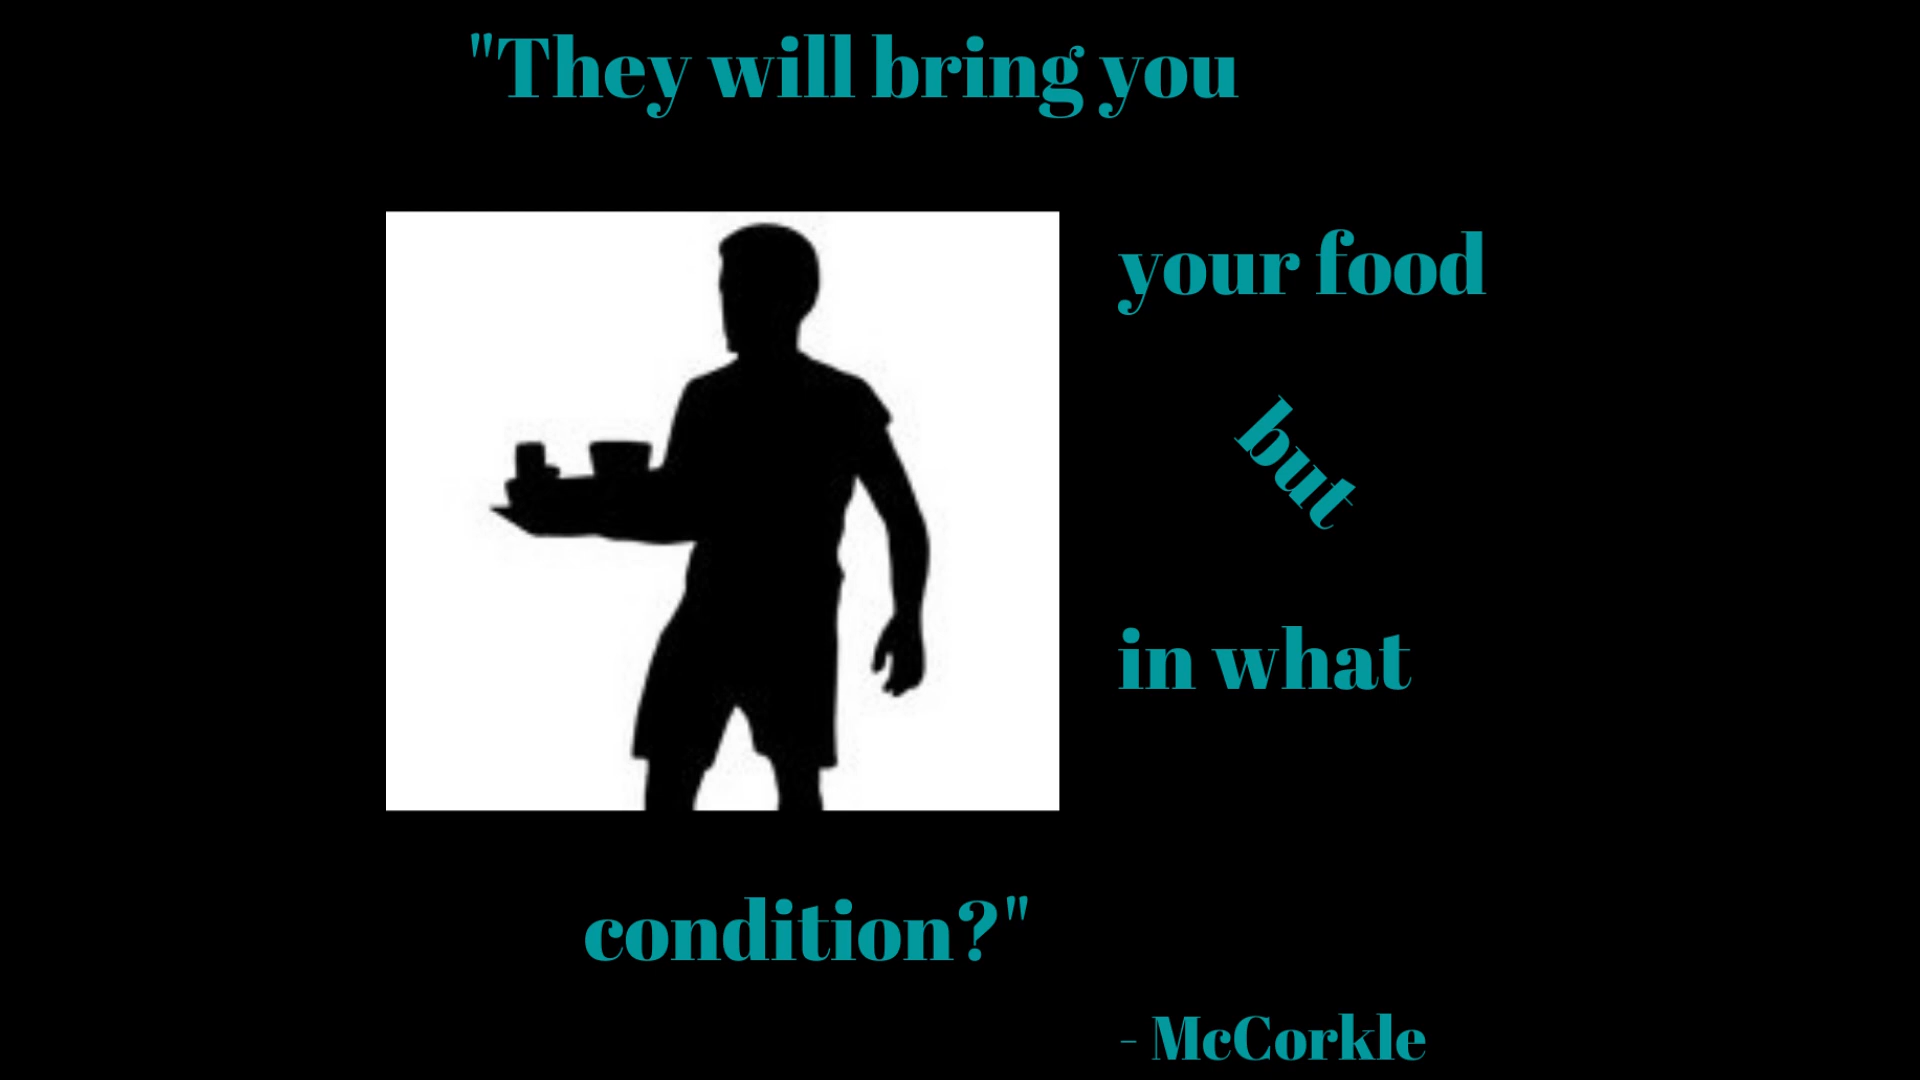 "They will bring you
your food
but
in what
condition?"
- McCorkle